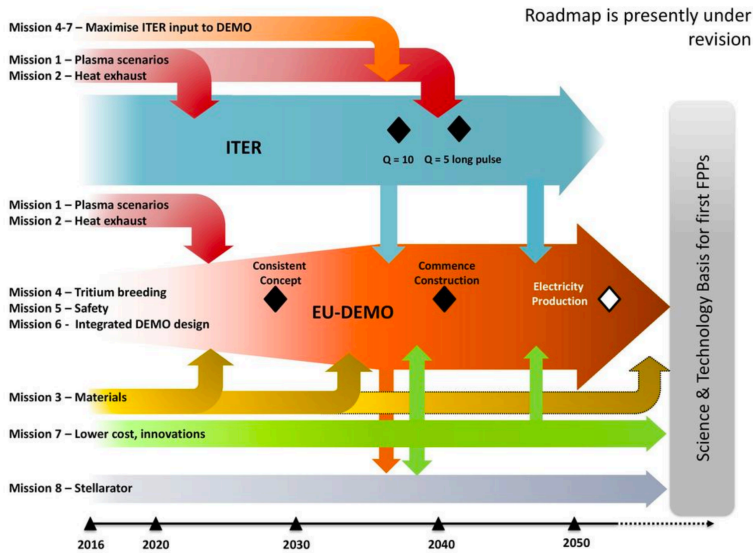 Roadmap is presently under
revision
Mission 4-7 – Maximise ITER input to DEMO
Mission 1 – Plasma scenarios
Mission 2 – Heat exhaust
ITER
Q = 10
Q = 5 long pulse
Mission 1 – Plasma scenarios
Mission 2 – Heat exhaust
Consistent
Concept
Commence
Construction
Electricity
Production
Mission 4 – Tritium breeding
Mission 5 – Safety
Mission 6 - Integrated DEMO design
EU-DEMO
Mission 3 – Materials
Mission 7 – Lower cost, innovations
Mission 8 – Stellarator
Science & Technology Basis for first FPPs
2016
2020
2030
2040
2050